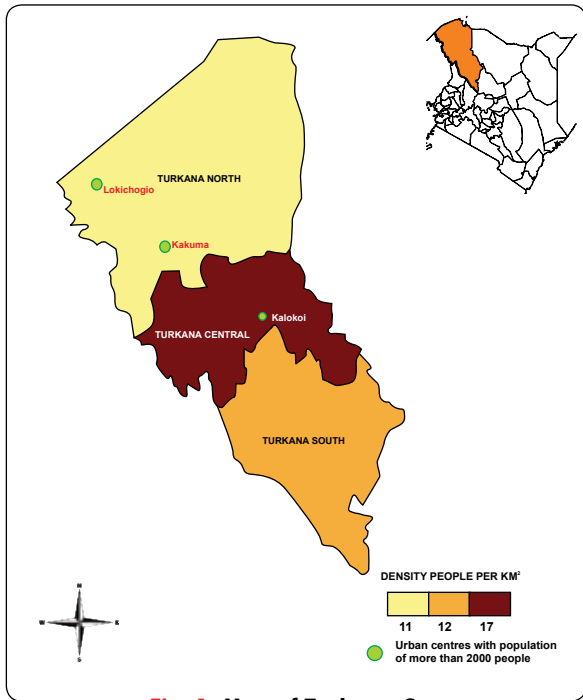 TURKANA NORTH
Lokichogio
Kakuma
Kalokoi
TURKANA CENTRAL
TURKANA SOUTH
N
W K
S
DENSITY PEOPLE PER KM²
11 12 17
Urban centres with population
of more than 2000 people